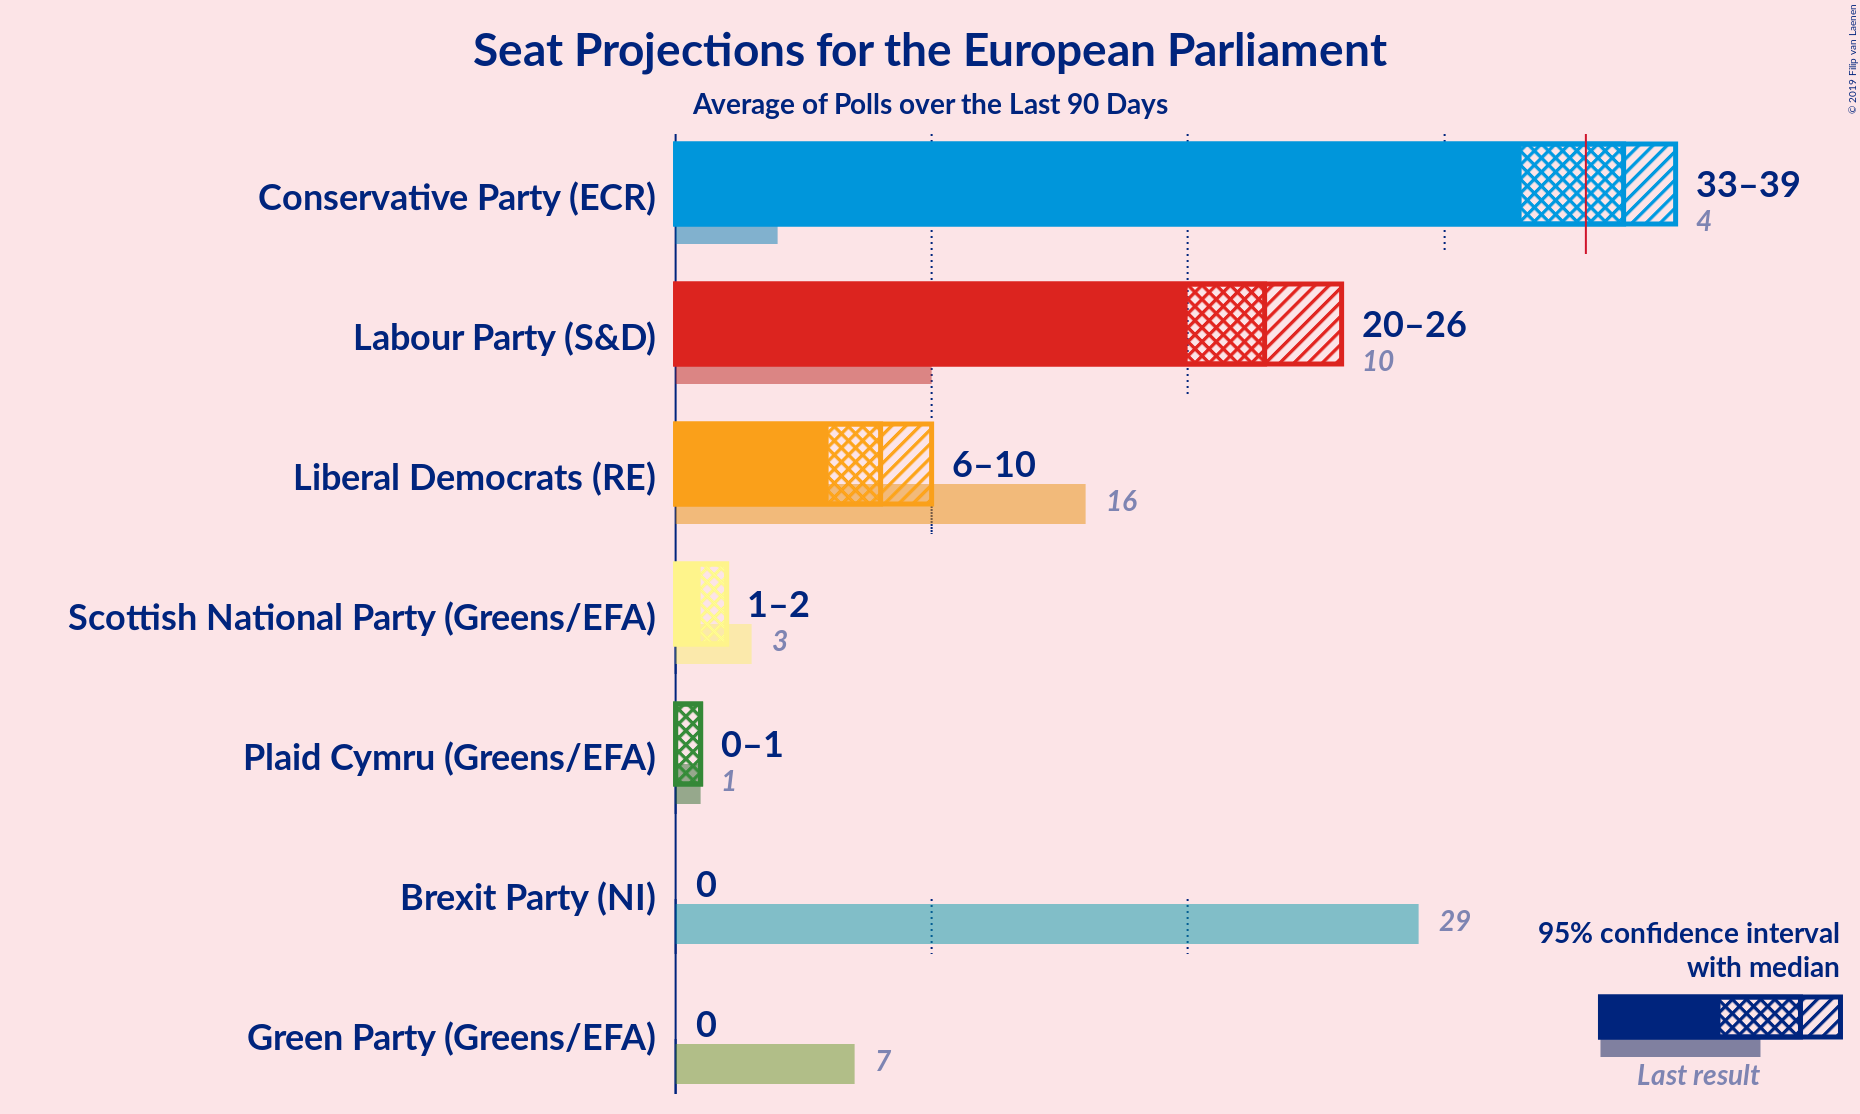 Seat Projections for the European Parliament
Average of Polls over the Last 90 Days
© 2019 Filip van Laenen
Conservative Party (ECR)
33–39
4
Labour Party (S&D)
20–26
10
Liberal Democrats (RE)
6–10
16
Scottish National Party (Greens/EFA)
1–2
3
Plaid Cymru (Greens/EFA)
0–1
1
Brexit Party (NI)
0
29
Green Party (Greens/EFA)
0
7
95% confidence interval
with median
Last result